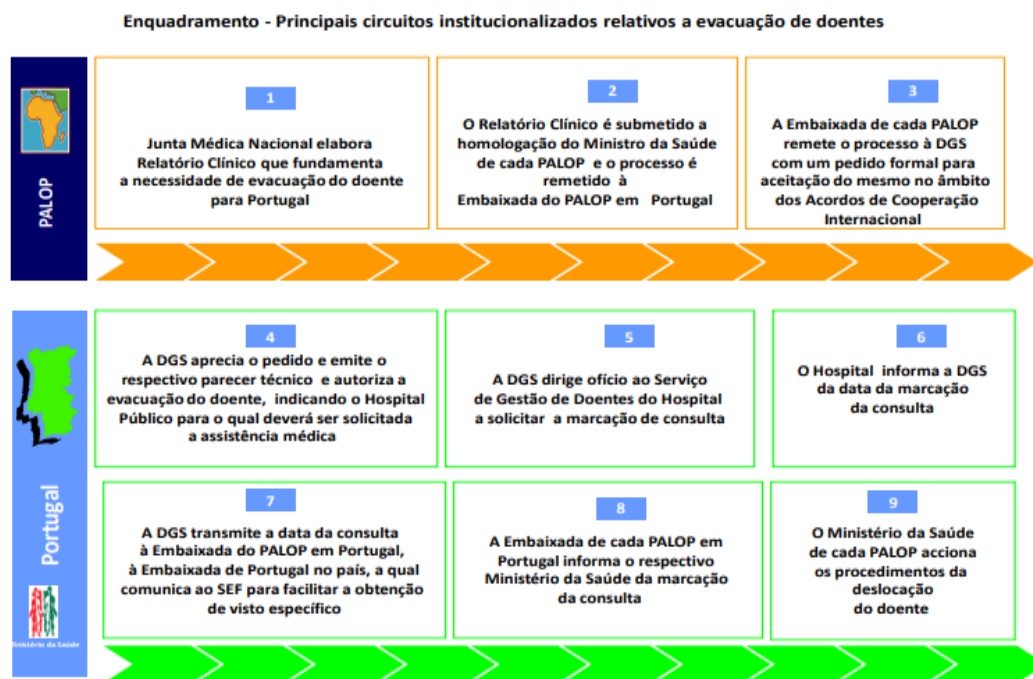 Enquadramento - Principais circuitos institucionalizados relativos a evacuação de doentes
PALOP
1
Junta Médica Nacional elabora
Relatório Clínico que fundamenta
a necessidade de evacuação do doente
para Portugal
2
O Relatório Clínico é submetido a
homologação do Ministro da Saúde
de cada PALOP e o processo é
remetido à
Embaixada do PALOP em Portugal
3
A Embaixada de cada PALOP
remete o processo à DGS
com um pedido formal para
aceitação do mesmo no âmbito
dos Acordos de Cooperação
Internacional
Portugal
4
A DGS aprecia o pedido e emite o
respectivo parecer técnico e autoriza a
evacuação do doente, indicando o Hospital
Público para o qual deverá ser solicitada
a assistência médica
5
A DGS dirige ofício ao Serviço
de Gestão de Doentes do Hospital
a solicitar a marcação de consulta
6
O Hospital informa a DGS
da data da marcação
da consulta
7
A DGS transmite a data da consulta
à Embaixada do PALOP em Portugal,
à Embaixada de Portugal no país, a qual
comunica ao SEF para facilitar a obtenção
de visto específico
8
A Embaixada de cada PALOP em
Portugal informa o respectivo
Ministério da Saúde da marcação
da consulta
9
O Ministério da Saúde
de cada PALOP acciona
os procedimentos da
deslocação
do doente
inistério da Saúde